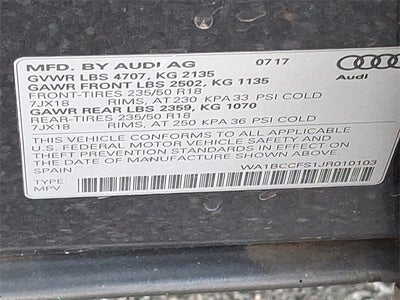 MFD. BY AUDI AG 07 17
GVWR LBS 4707, KG 2135
GAWR FRONT LBS 2502, KG 1135
FRONT-TIRES 235/50 R18
7JX18 RIMS, AT 230 KPA 33 PSI COLD
GAWR REAR LBS 2359, KG 1070
REAR-TIRES 235/50 R18
7JX18 RIMS, AT 250 KPA 36 PSI COLD
Audi
THIS VEHICLE CONFORMS TO ALL APPLICABLE
FEDERAL MOTOR VEHICLE SAFETY AND
THEFT PREVENTION STANDARDS IN EFFECT ON
DATE OF MANUFACTURE SHOWN ABOVE.
SPAIN WA1BCCFS1JR010103
TYPE
MPV